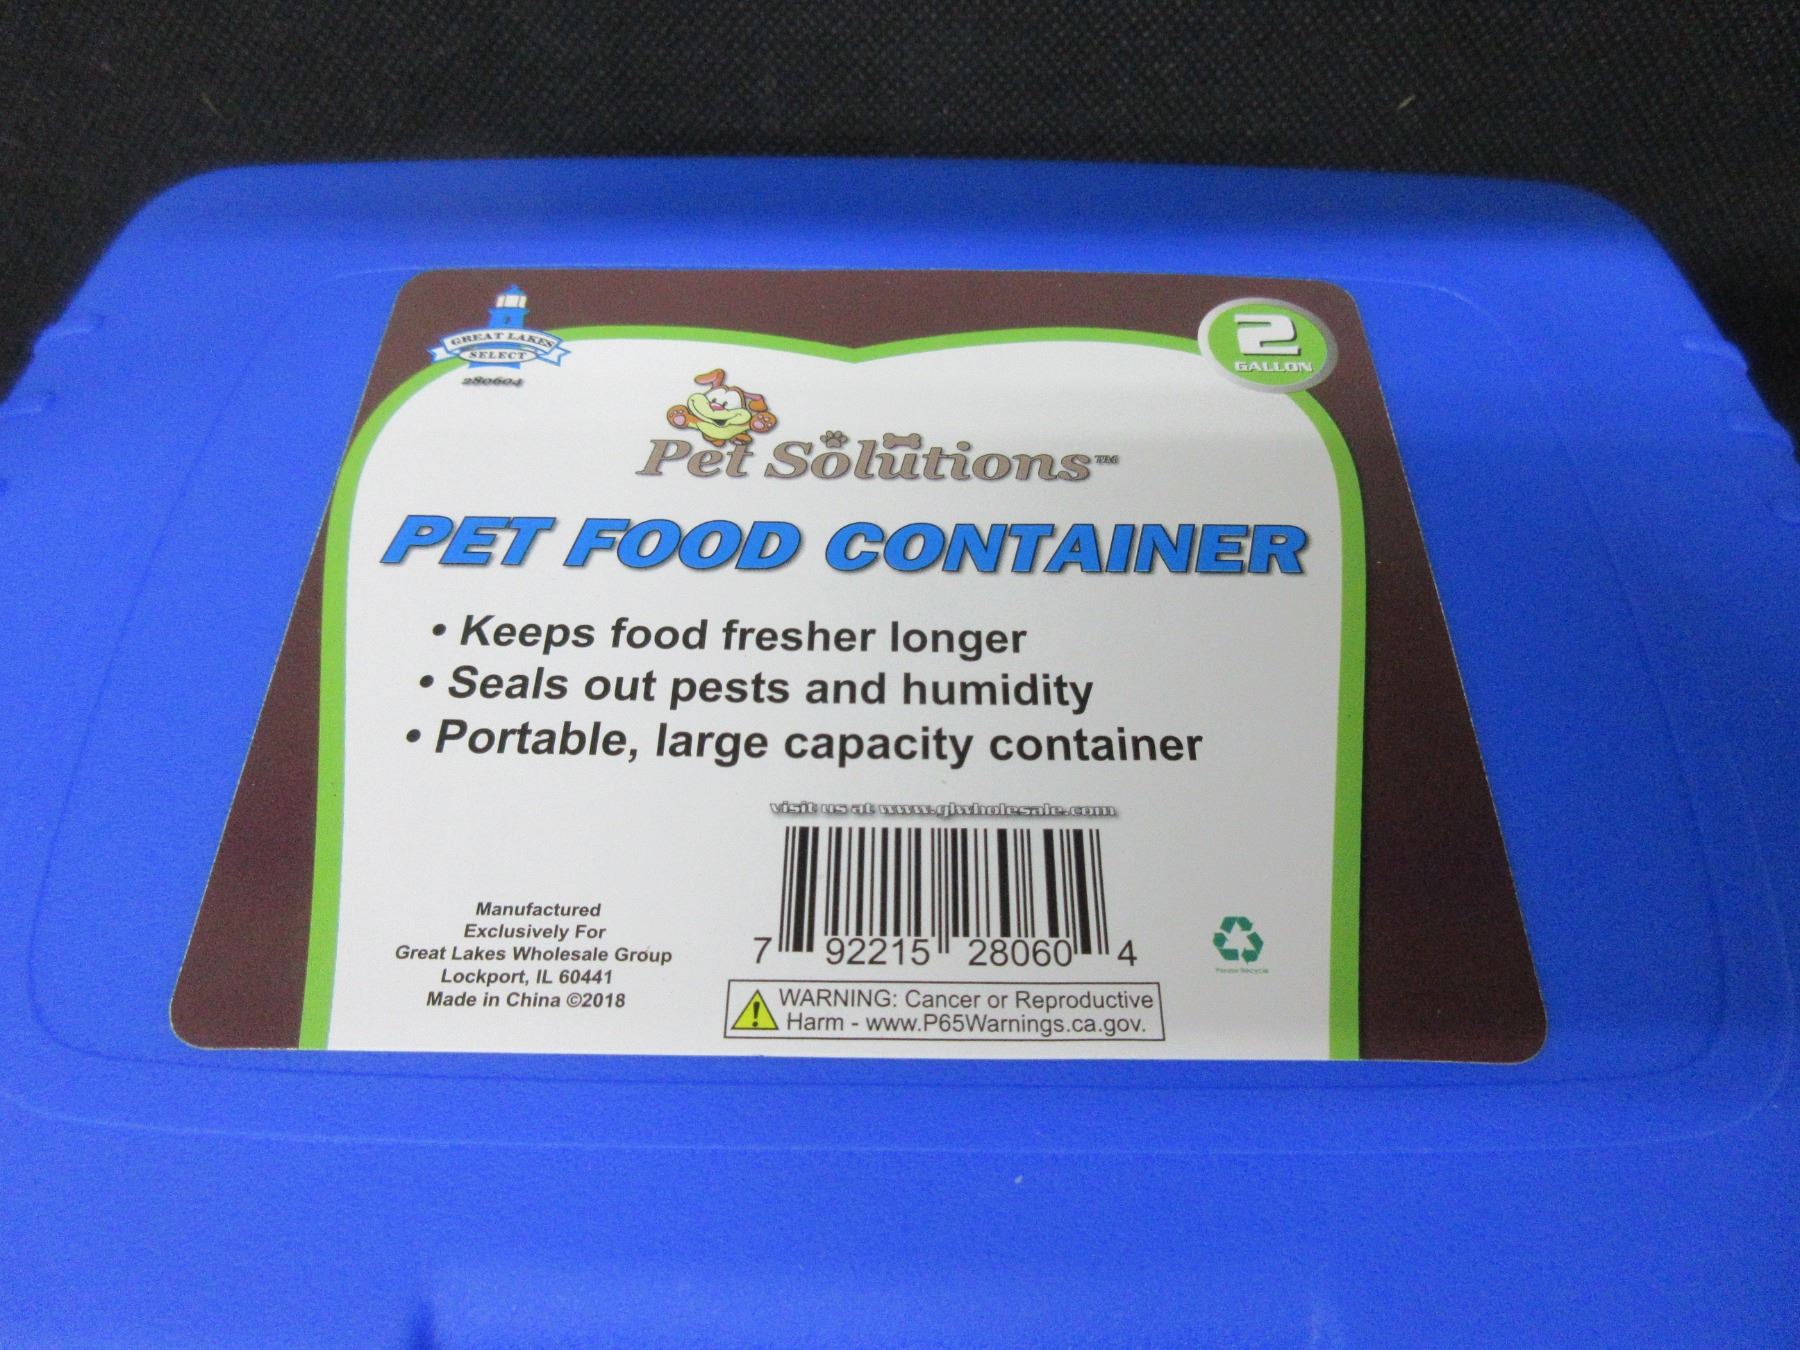 GREAT LAKES
SELECT
280604
2
GALLON
Pet Solutions™
PET FOOD CONTAINER
• Keeps food fresher longer
• Seals out pests and humidity
• Portable, large capacity container
visit us at www.glwholesale.com
Manufactured
Exclusively For
Great Lakes Wholesale Group
Lockport, IL 60441
Made in China ©2018
7 92215 28060 4
WARNING: Cancer or Reproductive
Harm - www.P65Warnings.ca.gov.
Please Recycle